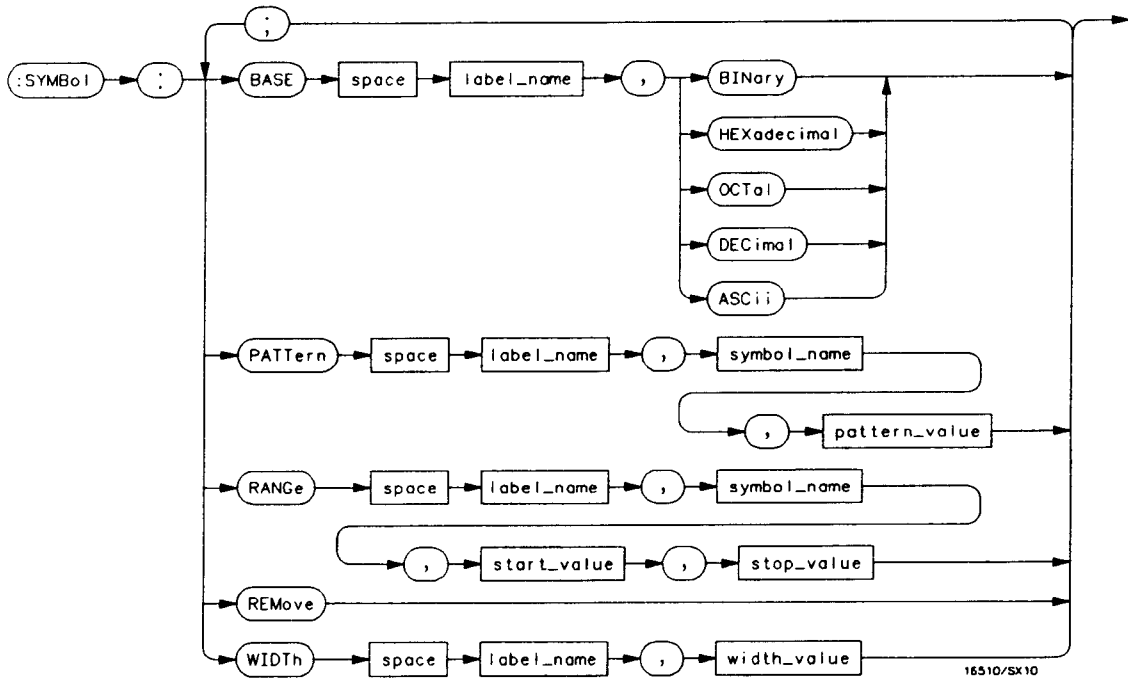 ;
:SYMBol : BASE space label_name , BINary
HEXadecimal
OCTal
DECimal
ASCii
PATTern space label_name , symbol_name
, pattern_value
RANGe space label_name , symbol_name
, start_value , stop_value
REMove
WIDTh space label_name , width_value
16510/SX10